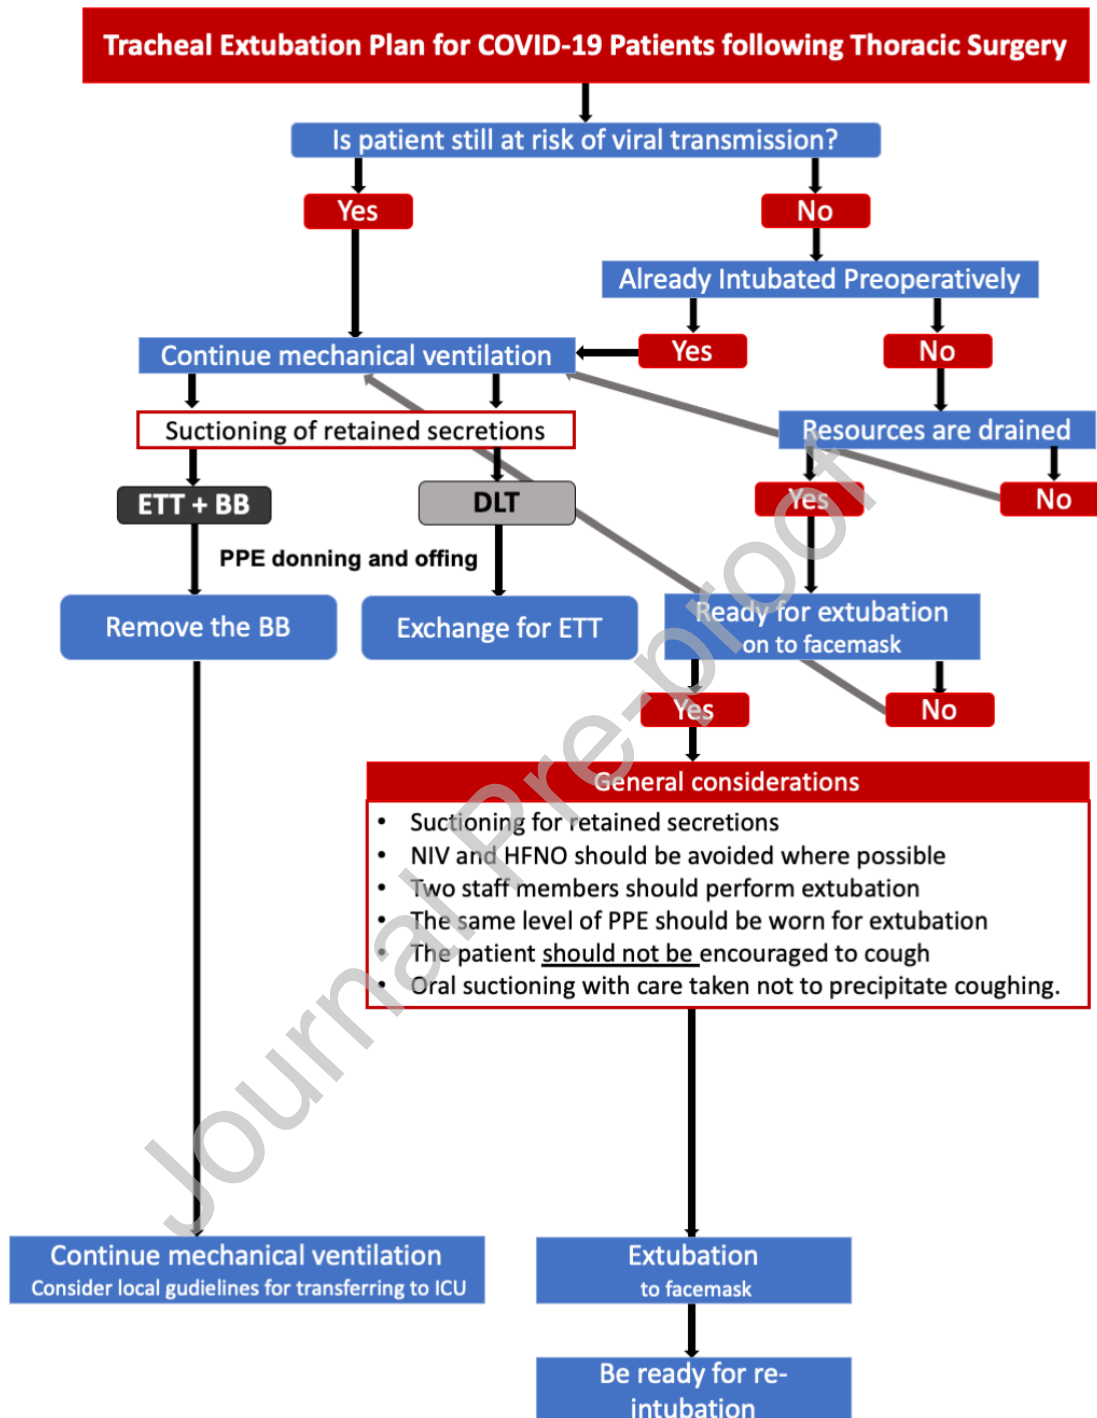 Tracheal Extubation Plan for COVID-19 Patients following Thoracic Surgery
Is patient still at risk of viral transmission?
Yes
No
Already Intubated Preoperatively
Yes
No
Continue mechanical ventilation
Resources are drained
Suctioning of retained secretions
Yes
No
ETT + BB
DLT
PPE donning and offing
Remove the BB
Exchange for ETT
Ready for extubation
on to facemask
Yes
No
General considerations
• Suctioning for retained secretions
• NIV and HFNO should be avoided where possible
• Two staff members should perform extubation
• The same level of PPE should be worn for extubation
• The patient should not be encouraged to cough
• Oral suctioning with care taken not to precipitate coughing.
Continue mechanical ventilation
Consider local gudielines for transferring to ICU
Extubation
to facemask
Be ready for re-
intubation
Journal Pre-proof